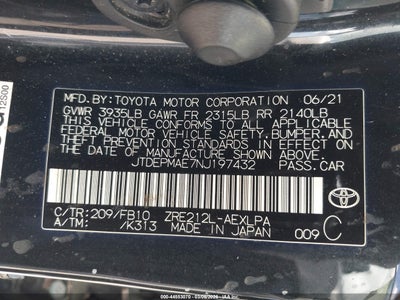 MFD. BY: TOYOTA MOTOR CORPORATION 06/21
GVWR 3935LB GAWR FR 2315LB RR 2140LB
THIS VEHICLE CONFORMS TO ALL APPLICABLE
FEDERAL MOTOR VEHICLE SAFETY, BUMPER, AND
THEFT PREVENTION STANDARDS IN EFFECT ON
THE DATE OF MANUFACTURE SHOWN ABOVE.
JTDEPMAE7NJ197432 PASS.CAR
C/TR: 209/FB10 ZRE212L-AEXLPA
A/TM: /K313 MADE IN JAPAN 009 C
TOYOTA
12S00